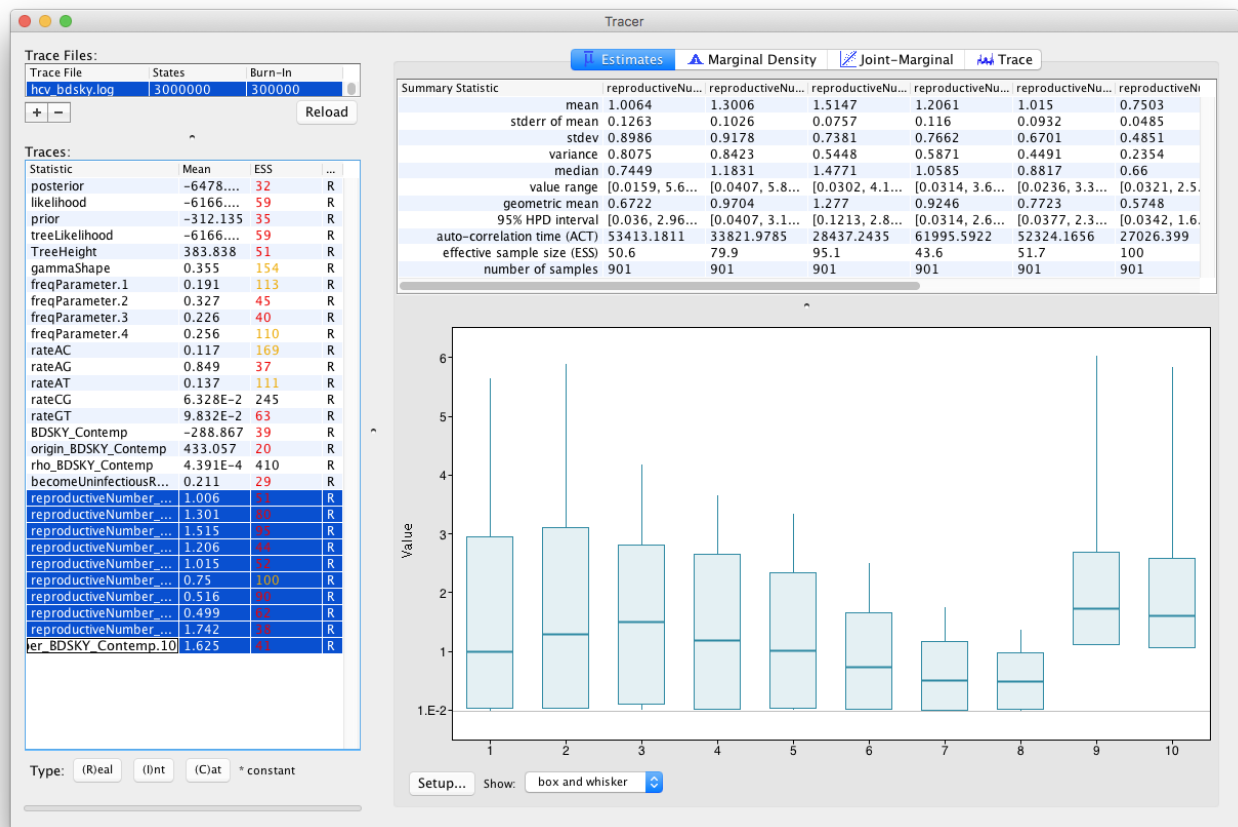 Tracer
Trace Files:
Trace File States Burn-In
hcv_bdsky.log 3000000 300000
+ − Reload
Traces:
Statistic Mean ESS ...
posterior -6478.... 32 R
likelihood -6166.... 59 R
prior -312.135 35 R
treeLikelihood -6166.... 59 R
TreeHeight 383.838 51 R
gammaShape 0.355 154 R
freqParameter.1 0.191 113 R
freqParameter.2 0.327 45 R
freqParameter.3 0.226 40 R
freqParameter.4 0.256 110 R
rateAC 0.117 169 R
rateAG 0.849 37 R
rateAT 0.137 111 R
rateCG 6.328E-2 245 R
rateGT 9.832E-2 63 R
BDSKY_Contemp -288.867 39 R
origin_BDSKY_Contemp 433.057 20 R
rho_BDSKY_Contemp 4.391E-4 410 R
becomeUninfectiousR... 0.211 29 R
reproductiveNumber_... 1.006 51 R
reproductiveNumber_... 1.301 80 R
reproductiveNumber_... 1.515 95 R
reproductiveNumber_... 1.206 44 R
reproductiveNumber_... 1.015 52 R
reproductiveNumber_... 0.75 100 R
reproductiveNumber_... 0.516 90 R
reproductiveNumber_... 0.499 62 R
reproductiveNumber_... 1.742 38 R
er_BDSKY_Contemp.10 1.625 41 R
Type: (R)eal (I)nt (C)at * constant
Estimates Marginal Density Joint-Marginal Trace
Summary Statistic reproductiveNu... reproductiveNu... reproductiveNu... reproductiveNu... reproductiveNu... reproductiveNu
mean 1.0064 1.3006 1.5147 1.2061 1.015 0.7503
stderr of mean 0.1263 0.1026 0.0757 0.116 0.0932 0.0485
stdev 0.8986 0.9178 0.7381 0.7662 0.6701 0.4851
variance 0.8075 0.8423 0.5448 0.5871 0.4491 0.2354
median 0.7449 1.1831 1.4771 1.0585 0.8817 0.66
value range [0.0159, 5.6... [0.0407, 5.8... [0.0302, 4.1... [0.0314, 3.6... [0.0236, 3.3... [0.0321, 2.5.
geometric mean 0.6722 0.9704 1.277 0.9246 0.7723 0.5748
95% HPD interval [0.036, 2.96... [0.0407, 3.1... [0.1213, 2.8... [0.0314, 2.6... [0.0377, 2.3... [0.0342, 1.6.
auto-correlation time (ACT) 53413.1811 33821.9785 28437.2435 61995.5922 52324.1656 27026.399
effective sample size (ESS) 50.6 79.9 95.1 43.6 51.7 100
number of samples 901 901 901 901 901 901
Value
6
5
4
3
2
1
1.E-2
1 2 3 4 5 6 7 8 9 10
Setup... Show: box and whisker